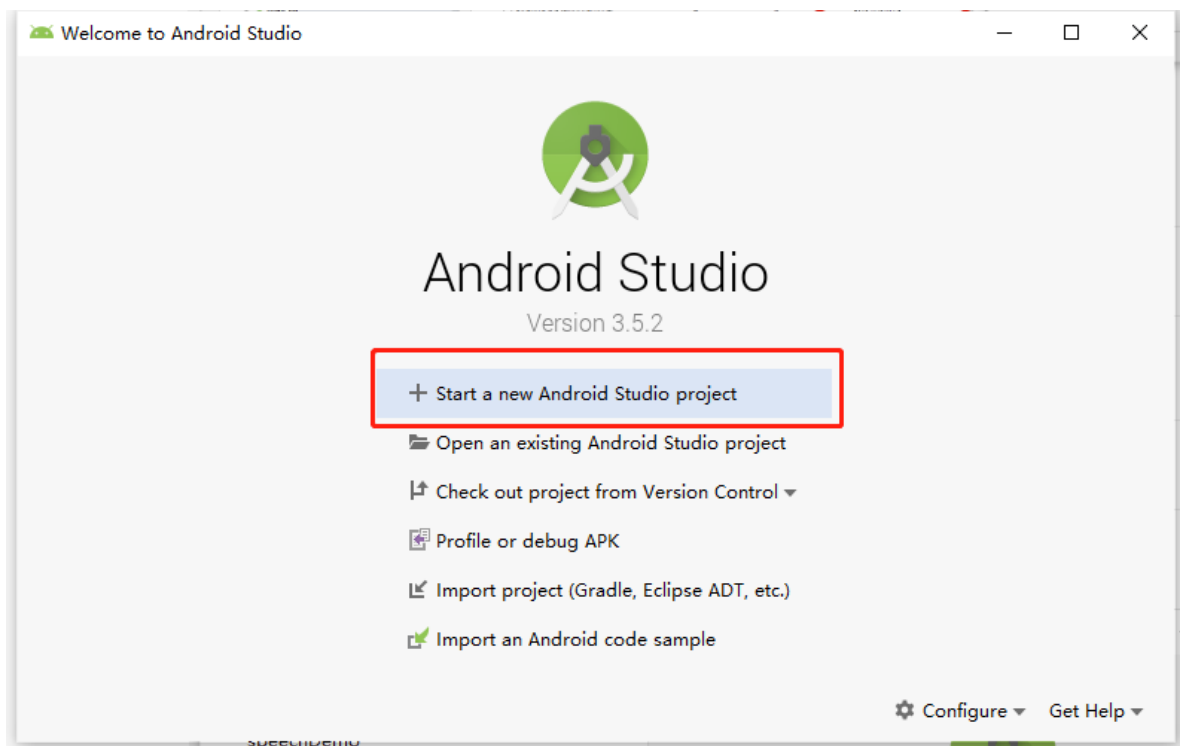 Welcome to Android Studio
Android Studio
Version 3.5.2
Start a new Android Studio project
Open an existing Android Studio project
Check out project from Version Control
Profile or debug APK
Import project (Gradle, Eclipse ADT, etc.)
Import an Android code sample
Configure
Get Help
speechDemo